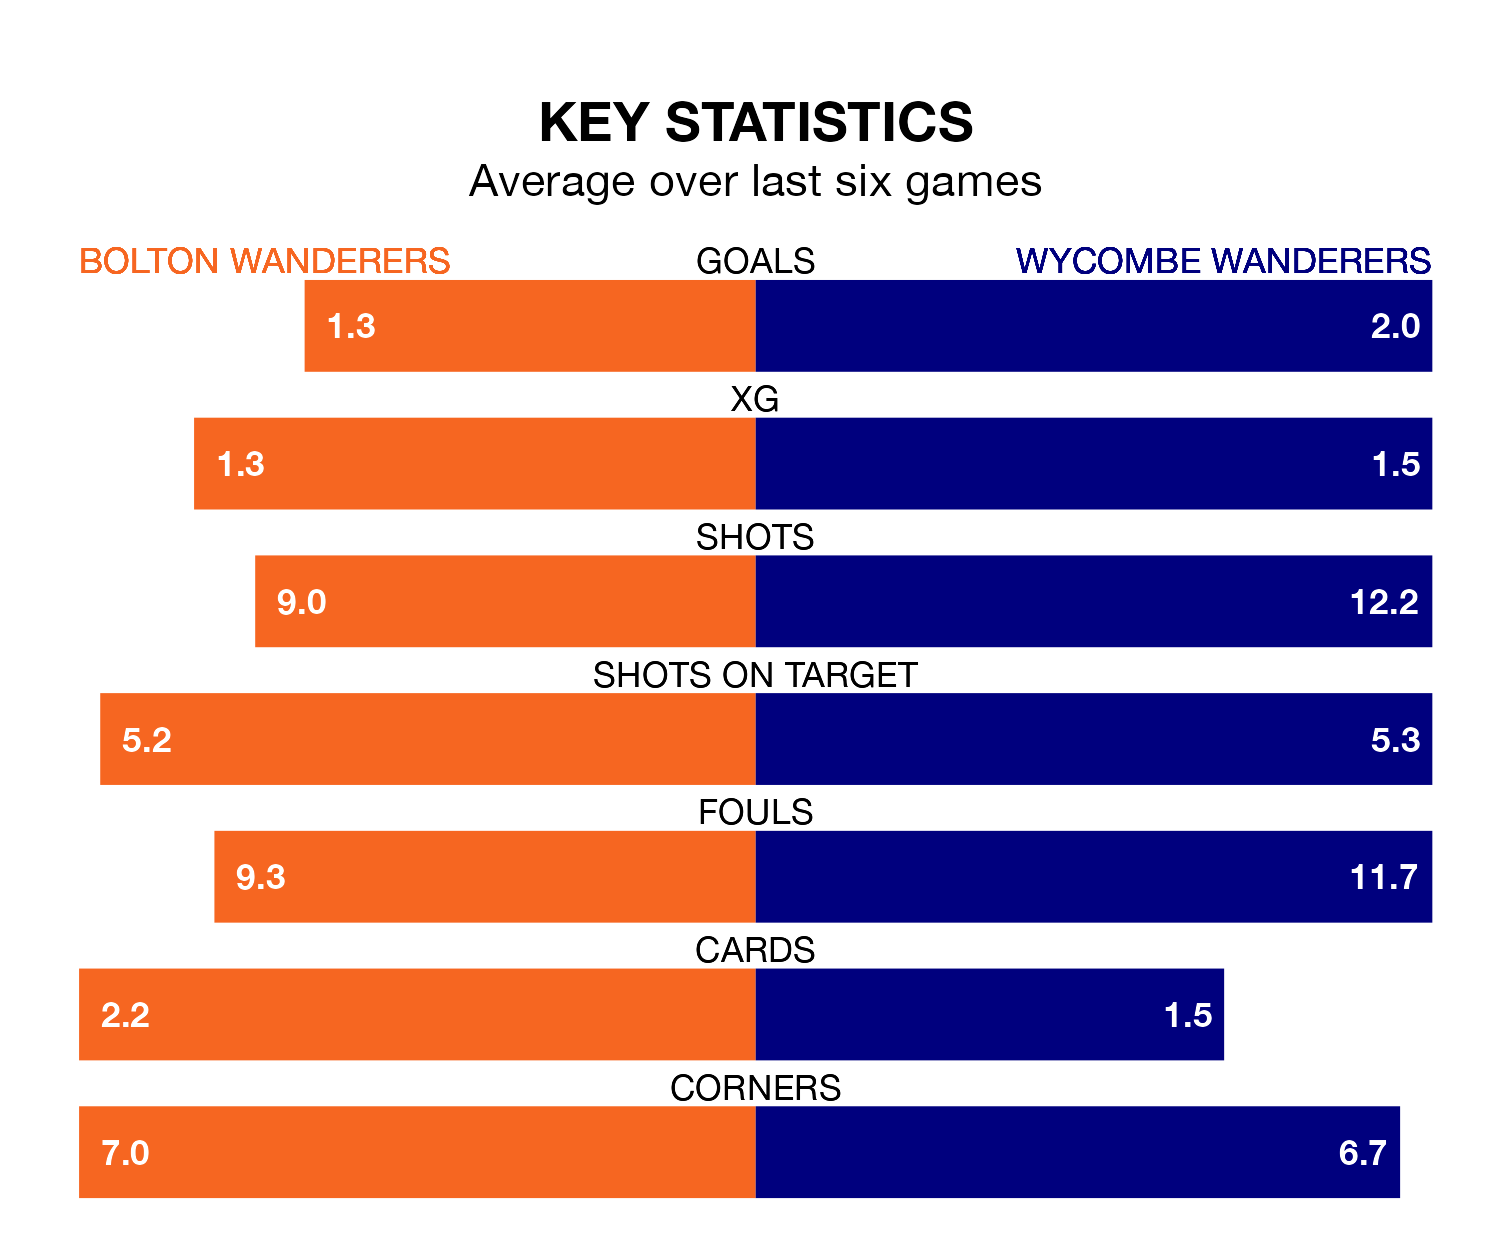 KEY STATISTICS
Average over last six games
BOLTON WANDERERS GOALS WYCOMBE WANDERERS
1.3 2.0
XG
1.3 1.5
SHOTS
9.0 12.2
SHOTS ON TARGET
5.2 5.3
FOULS
9.3 11.7
CARDS
2.2 1.5
CORNERS
7.0 6.7